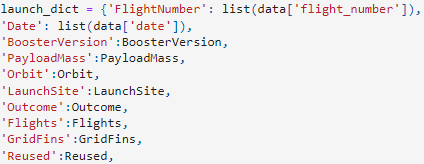 launch_dict = {'FlightNumber': list(data['flight_number']),
'Date': list(data['date']),
'BoosterVersion':BoosterVersion,
'PayloadMass':PayloadMass,
'Orbit':Orbit,
'LaunchSite':LaunchSite,
'Outcome':Outcome,
'Flights':Flights,
'GridFins':GridFins,
'Reused':Reused,